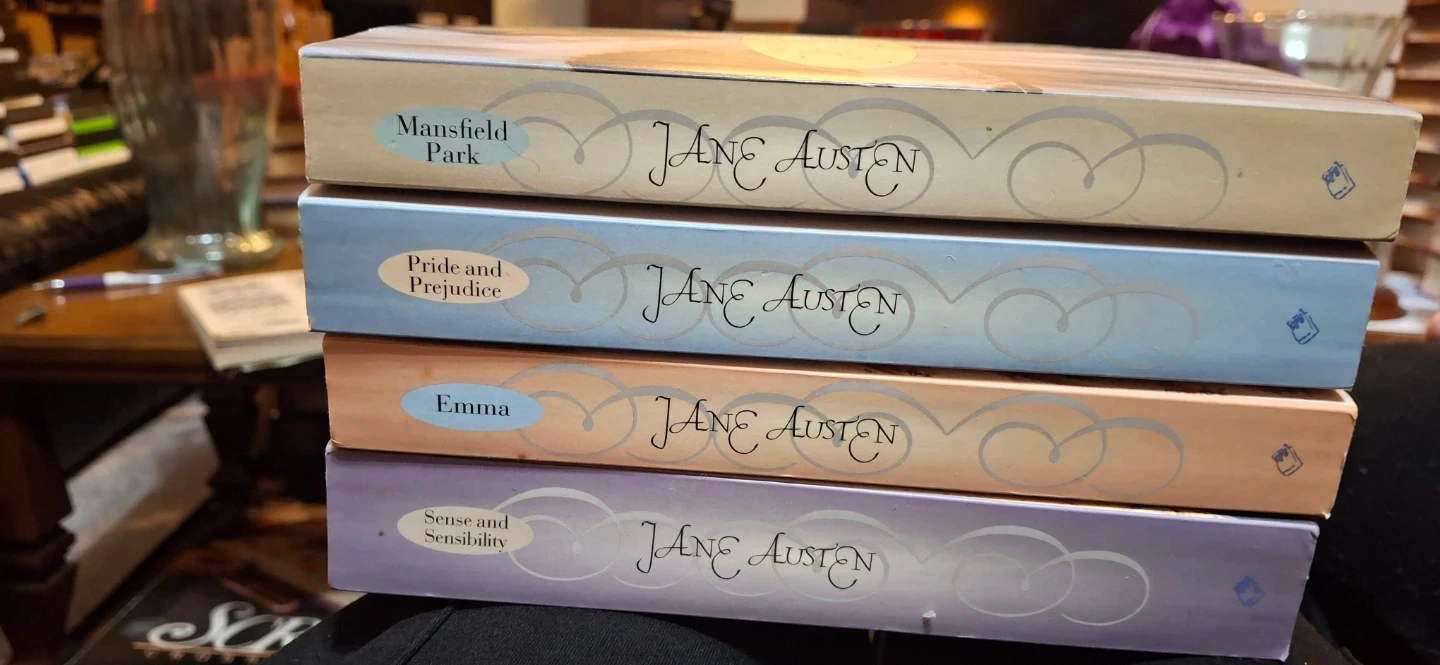 Mansfield
Park
JANE AUSTEN
Pride and
Prejudice
JANE AUSTEN
Emma
JANE AUSTEN
Sense and
Sensibility
JANE AUSTEN